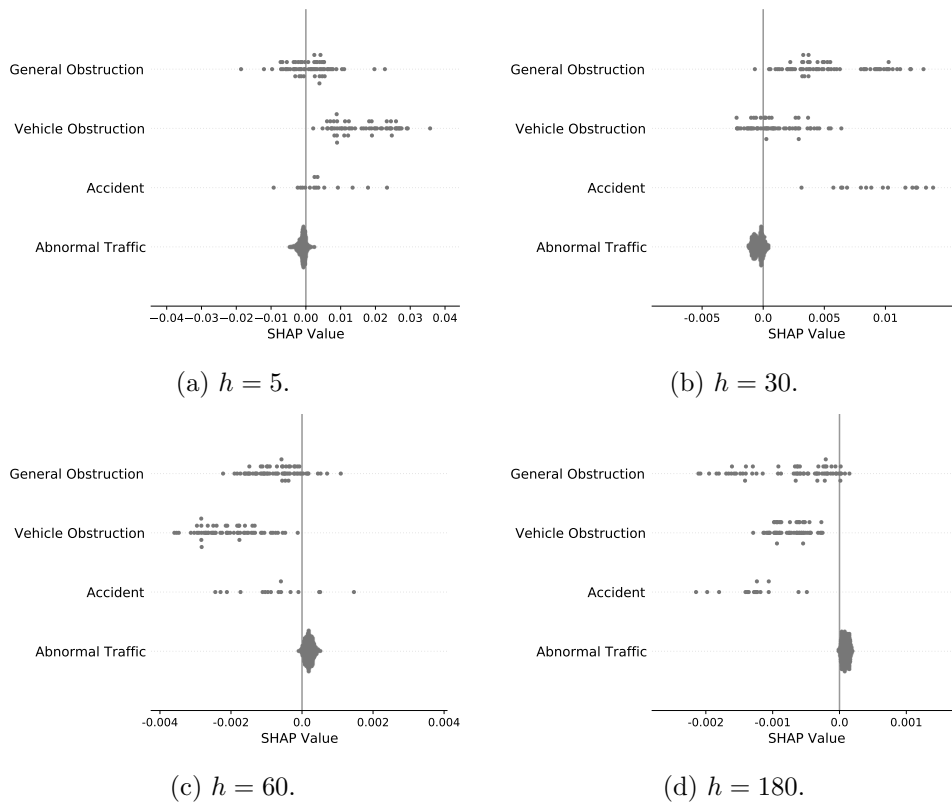 General Obstruction
Vehicle Obstruction
Accident
Abnormal Traffic
−0.04−0.03−0.02−0.01 0.00 0.01 0.02 0.03 0.04
SHAP Value
(a) h = 5.
General Obstruction
Vehicle Obstruction
Accident
Abnormal Traffic
-0.005 0.0 0.005 0.01
SHAP Value
(b) h = 30.
General Obstruction
Vehicle Obstruction
Accident
Abnormal Traffic
-0.004 -0.002 0.0 0.002 0.004
SHAP Value
(c) h = 60.
General Obstruction
Vehicle Obstruction
Accident
Abnormal Traffic
-0.002 -0.001 0.0 0.001
SHAP Value
(d) h = 180.